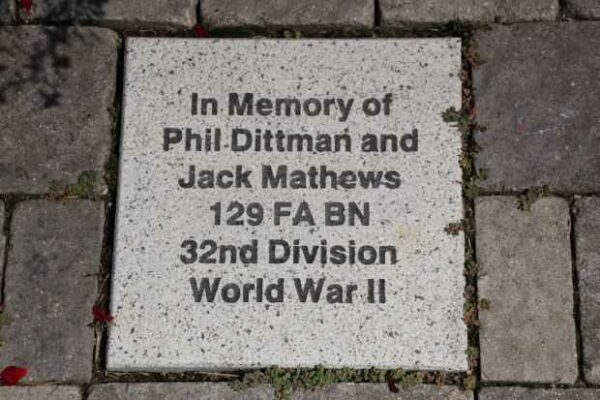 In Memory of
Phil Dittman and
Jack Mathews
129 FA BN
32nd Division
World War II